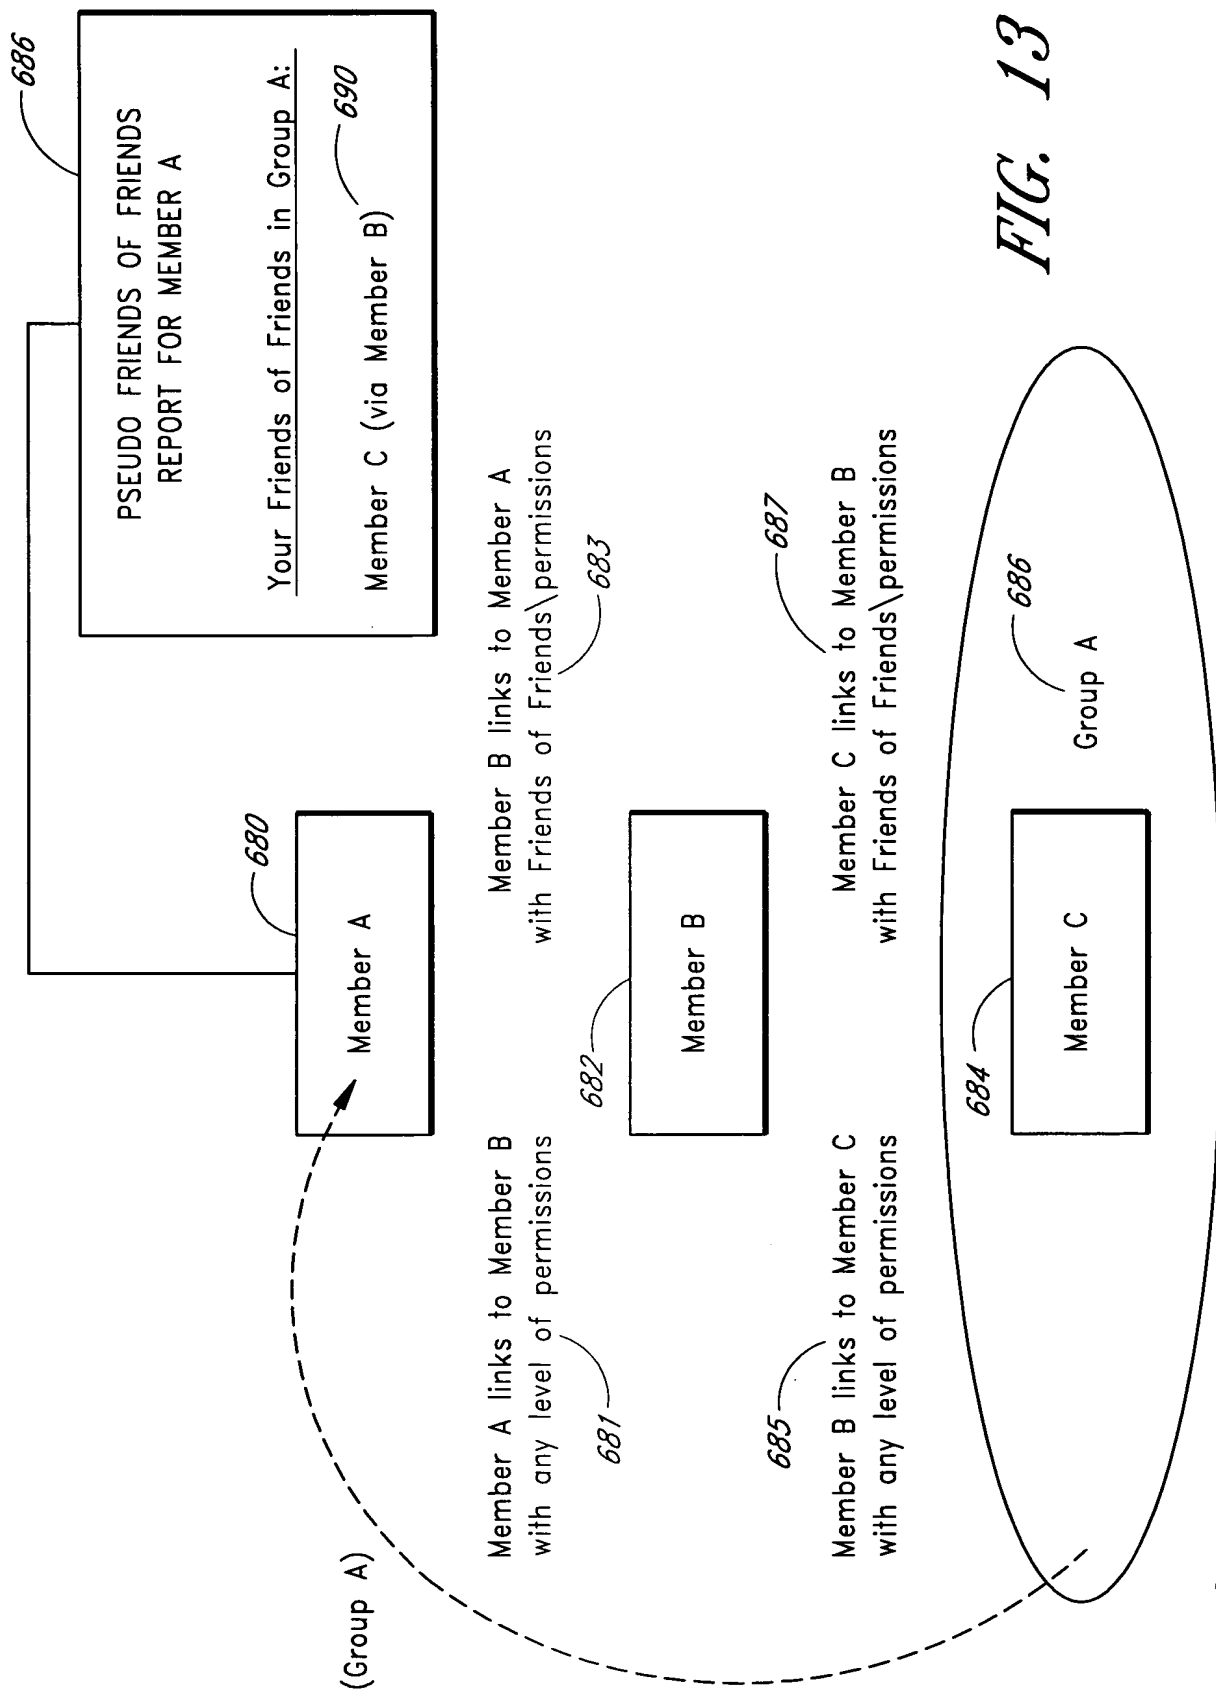 686
PSEUDO FRIENDS OF FRIENDS
REPORT FOR MEMBER A
Your Friends of Friends in Group A:
Member C (via Member B)
690
680
Member A
(Group A)
Member A links to Member B
with any level of permissions
681
Member B links to Member A
with Friends of Friends\permissions
683
682
Member B
685
Member B links to Member C
with any level of permissions
687
Member C links to Member B
with Friends of Friends\permissions
684
Member C
686
Group A
FIG. 13